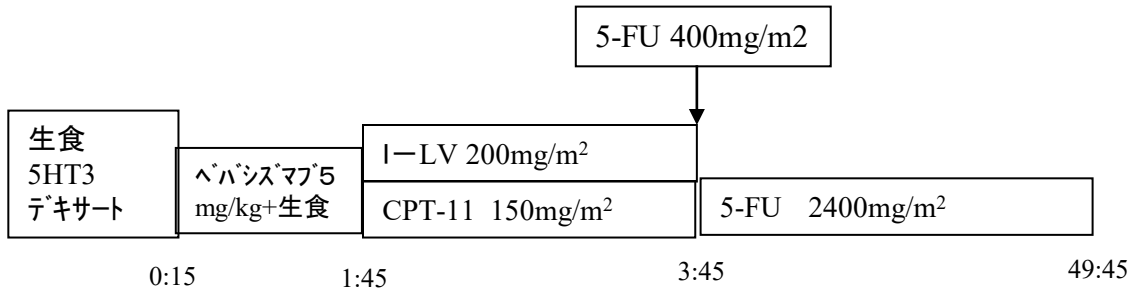 5-FU 400mg/m2
生食
5HT3
デキサート
ベバシズマブ5
mg/kg+生食
l－LV 200mg/m²
CPT-11 150mg/m²
5-FU 2400mg/m²
0:15
1:45
3:45
49:45